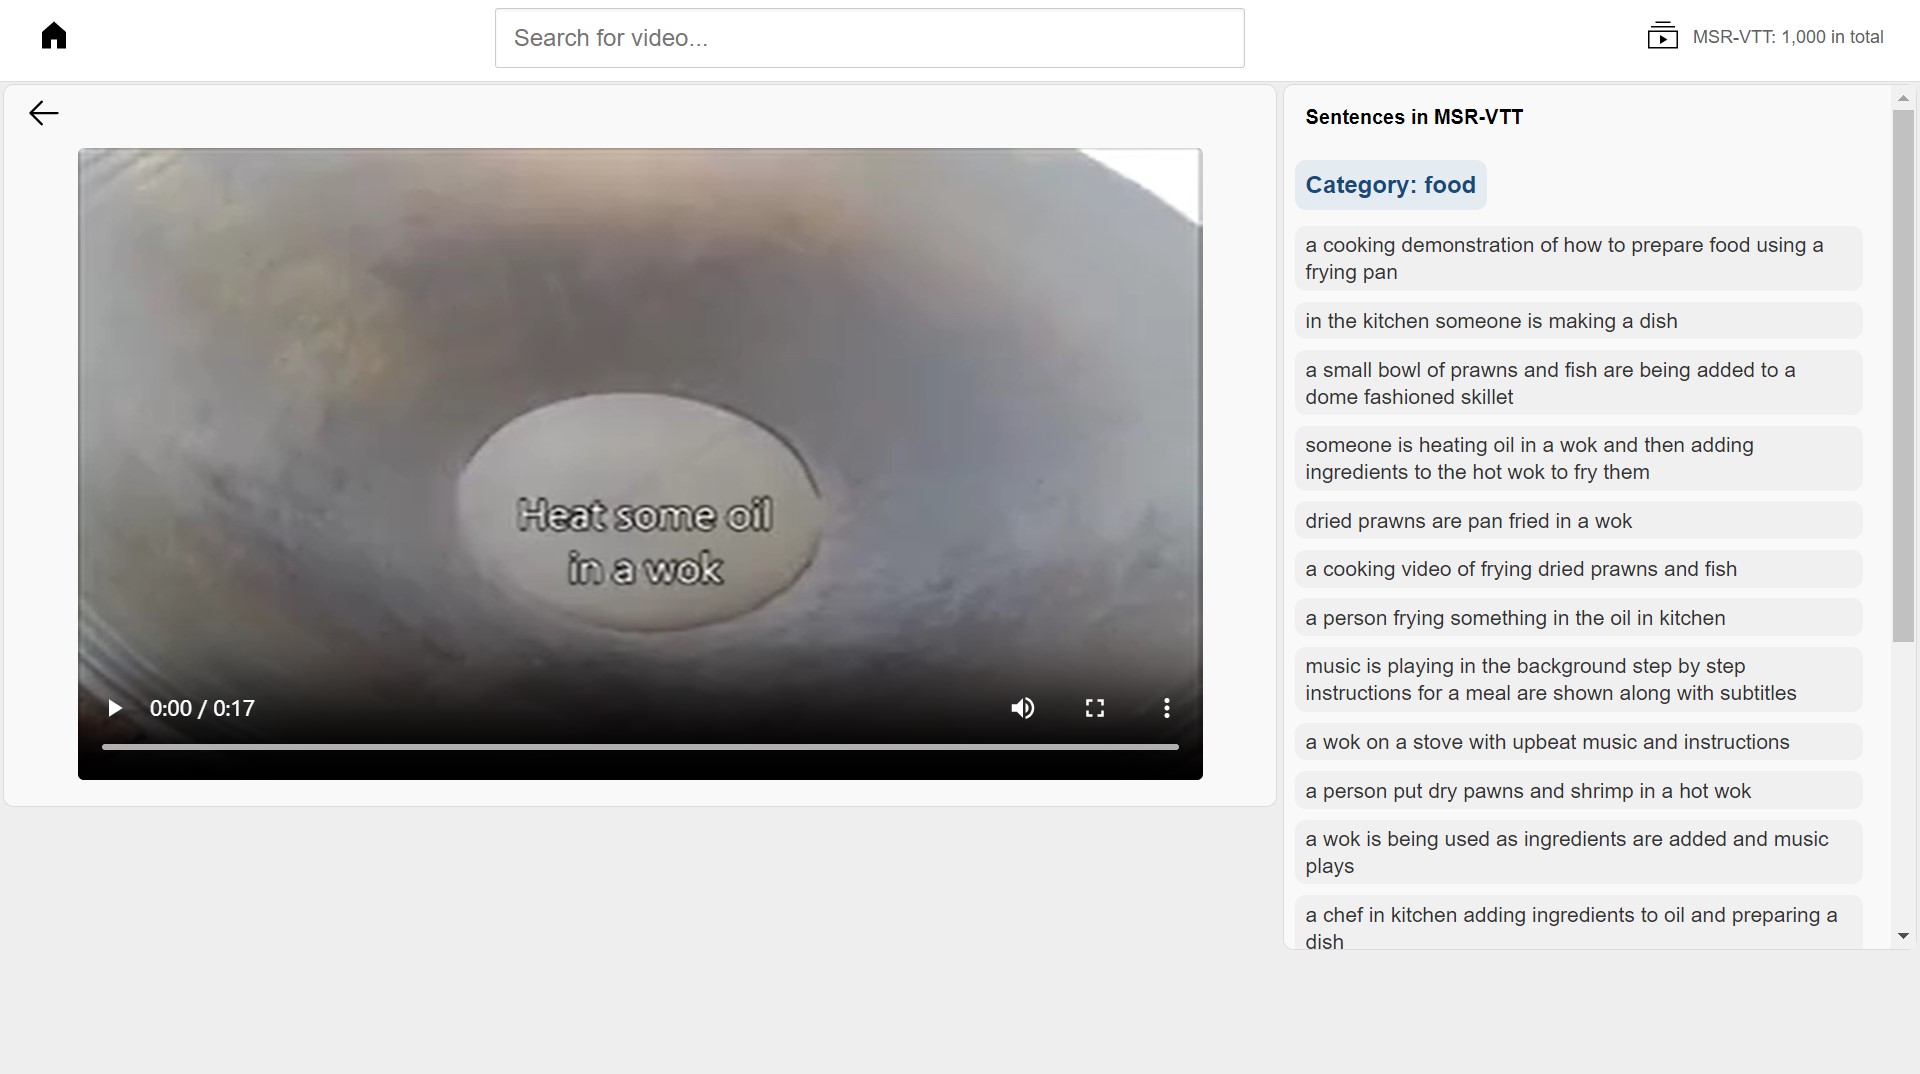 Search for video...
MSR-VTT: 1,000 in total
Heat some oil
in a wok
0:00 / 0:17
Sentences in MSR-VTT
Category: food
a cooking demonstration of how to prepare food using a
frying pan
in the kitchen someone is making a dish
a small bowl of prawns and fish are being added to a
dome fashioned skillet
someone is heating oil in a wok and then adding
ingredients to the hot wok to fry them
dried prawns are pan fried in a wok
a cooking video of frying dried prawns and fish
a person frying something in the oil in kitchen
music is playing in the background step by step
instructions for a meal are shown along with subtitles
a wok on a stove with upbeat music and instructions
a person put dry pawns and shrimp in a hot wok
a wok is being used as ingredients are added and music
plays
a chef in kitchen adding ingredients to oil and preparing a
dish